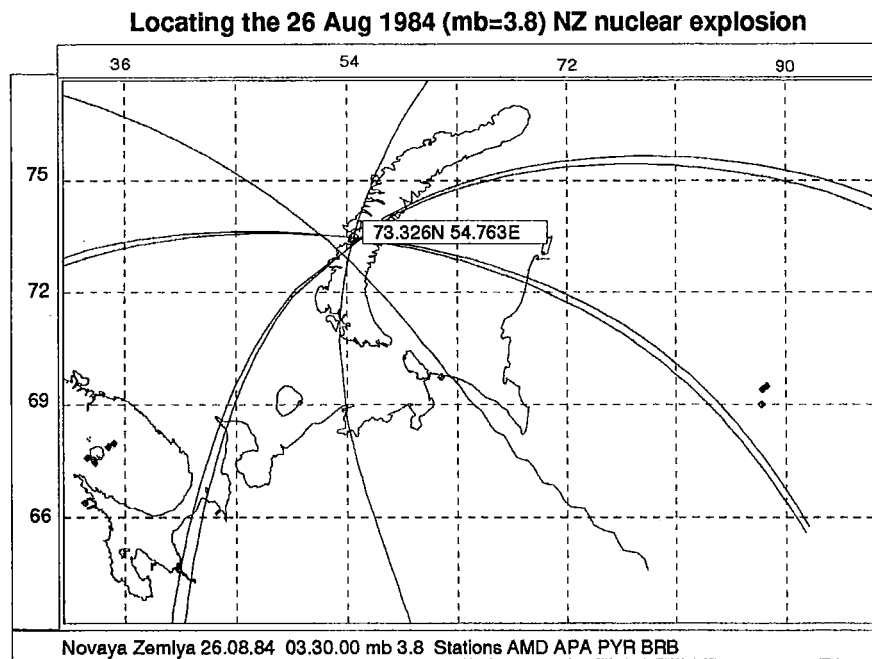 Locating the 26 Aug 1984 (mb=3.8) NZ nuclear explosion
36 54 72 90
75
73.326N 54.763E
72
69
66
Novaya Zemlya 26.08.84 03.30.00 mb 3.8 Stations AMD APA PYR BRB